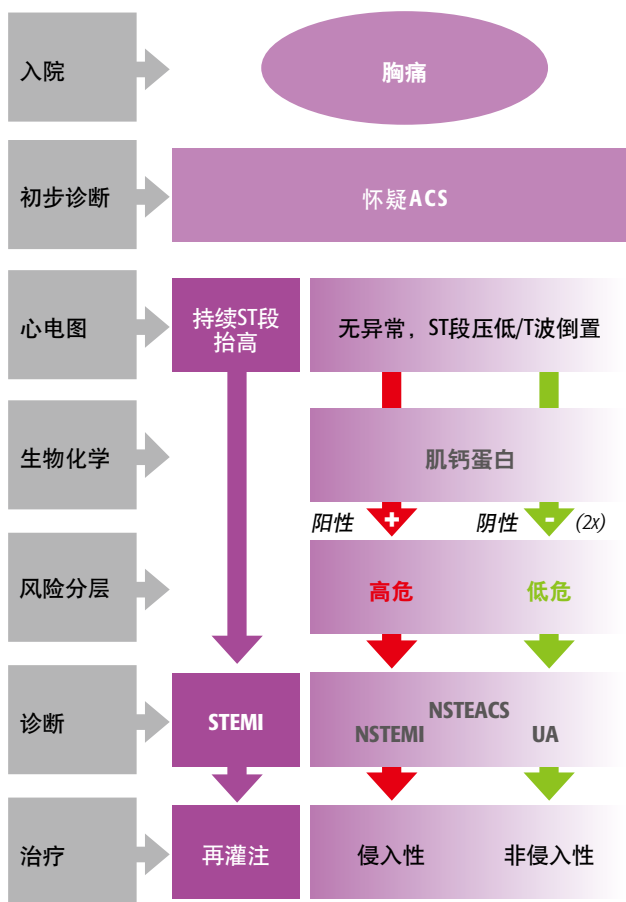 入院
胸痛
初步诊断
怀疑ACS
心电图
持续ST段
抬高
无异常，ST段压低/T波倒置
生物化学
肌钙蛋白
阳性 + 阴性 - (2x)
风险分层
高危 低危
诊断
STEMI
NSTEACS
NSTEMI UA
治疗
再灌注
侵入性 非侵入性